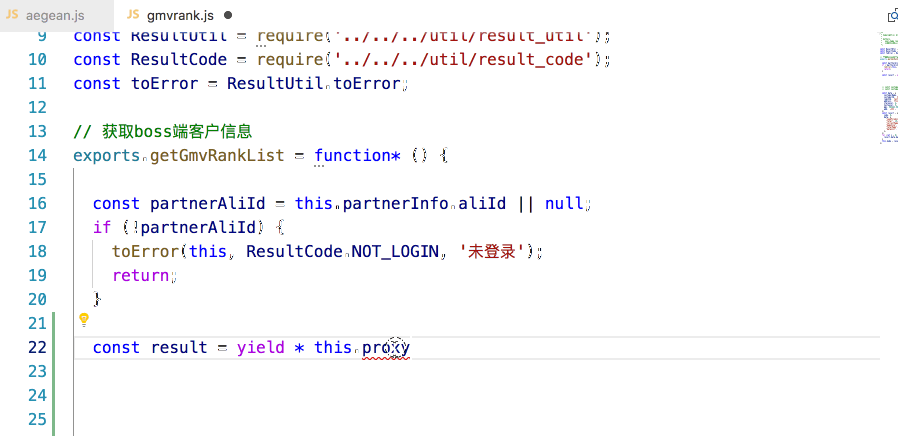 JS aegean.js JS gmvrank.js
9 const ResultUtil = require('../../../util/result_util');
10 const ResultCode = require('../../../util/result_code');
11 const toError = ResultUtil.toError;
12
13 // 获取boss端客户信息
14 exports.getGmvRankList = function* () {
15
16 const partnerAliId = this.partnerInfo.aliId || null;
17 if (!partnerAliId) {
18 toError(this, ResultCode.NOT_LOGIN, '未登录');
19 return;
20 }
21
22 const result = yield * this.proxy
23
24
25